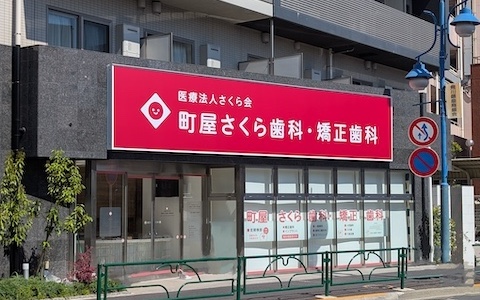 医療法人さくら会
町屋さくら歯科・矯正歯科
町屋 さくら 歯科 矯正 歯科